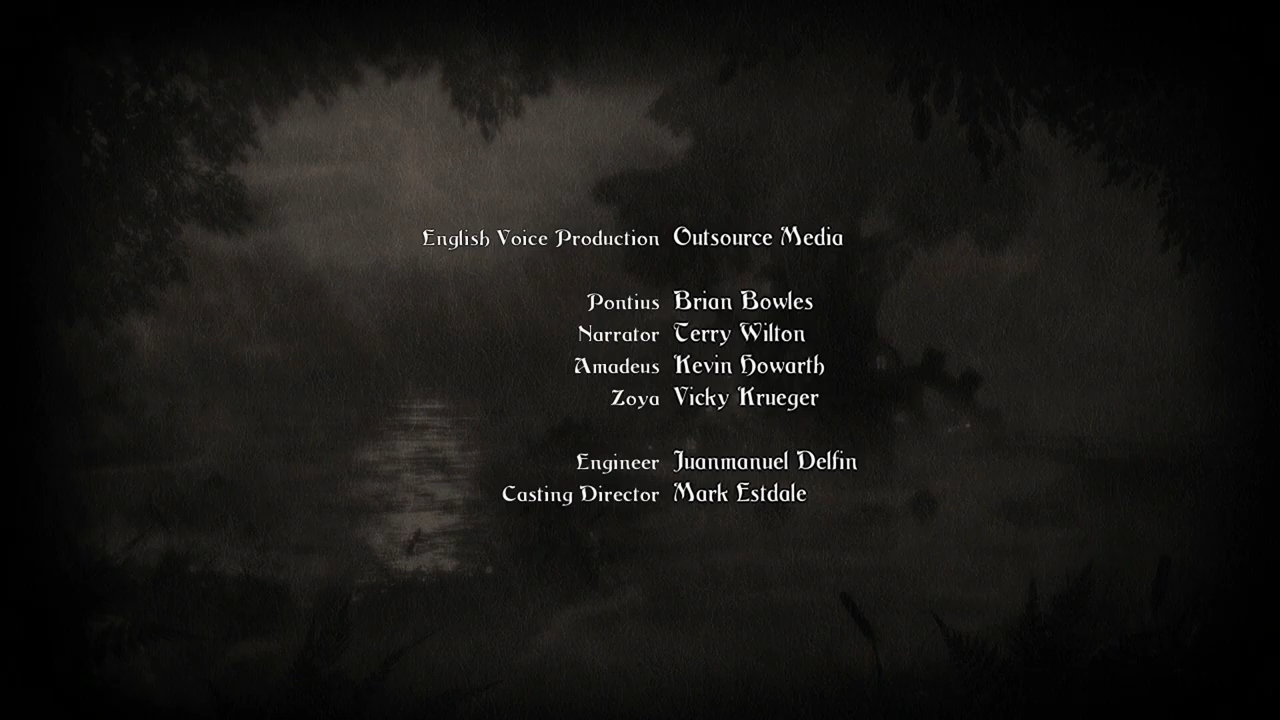 English Voice Production Outsource Media
Pontius Brian Bowles
Narrator Terry Wilton
Amadeus Kevin Howarth
Zoya Vicky Krueger
Engineer Juanmanuel Delfin
Casting Director Mark Estdale